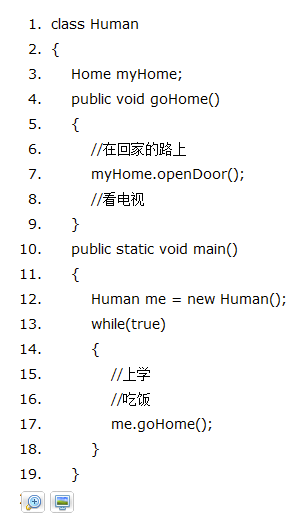 1. class Human
2. {
3. Home myHome;
4. public void goHome()
5. {
6. //在回家的路上
7. myHome.openDoor();
8. //看电视
9. }
10. public static void main()
11. {
12. Human me = new Human();
13. while(true)
14. {
15. //上学
16. //吃饭
17. me.goHome();
18. }
19. }